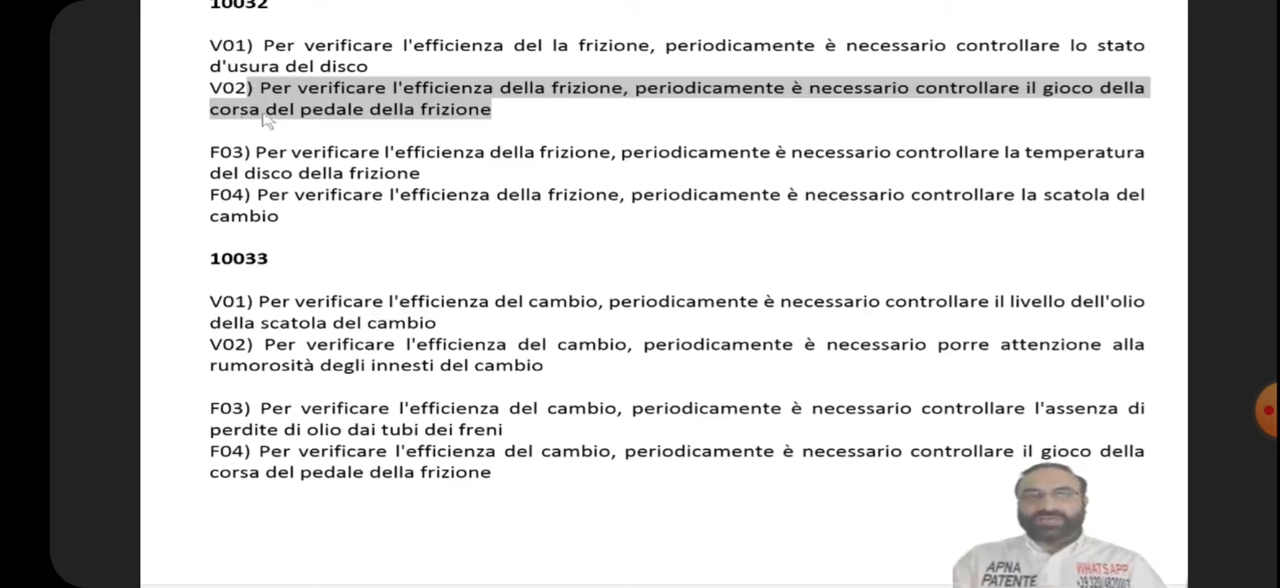 10032
V01) Per verificare l'efficienza del la frizione, periodicamente è necessario controllare lo stato
d'usura del disco
V02) Per verificare l'efficienza della frizione, periodicamente è necessario controllare il gioco della
corsa del pedale della frizione
F03) Per verificare l'efficienza della frizione, periodicamente è necessario controllare la temperatura
del disco della frizione
F04) Per verificare l'efficienza della frizione, periodicamente è necessario controllare la scatola del
cambio
10033
V01) Per verificare l'efficienza del cambio, periodicamente è necessario controllare il livello dell'olio
della scatola del cambio
V02) Per verificare l'efficienza del cambio, periodicamente è necessario porre attenzione alla
rumorosità degli innesti del cambio
F03) Per verificare l'efficienza del cambio, periodicamente è necessario controllare l'assenza di
perdite di olio dai tubi dei freni
F04) Per verificare l'efficienza del cambio, periodicamente è necessario controllare il gioco della
corsa del pedale della frizione
APNA
PATENTE
WHATSAPP